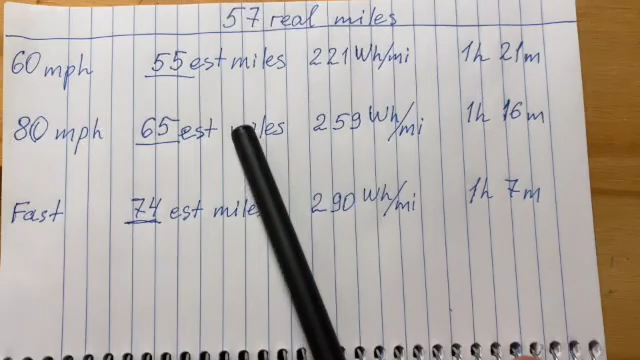 57 real miles
60 mph 55 est miles 221 Wh/mi 1h 21m
80 mph 65 est miles 259 Wh/mi 1h 16m
Fast 74 est miles 290 Wh/mi 1h 7m